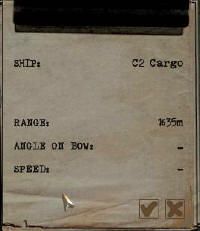 SHIP: C2 Cargo
RANGE: 1635m
ANGLE ON BOW: -
SPEED: -